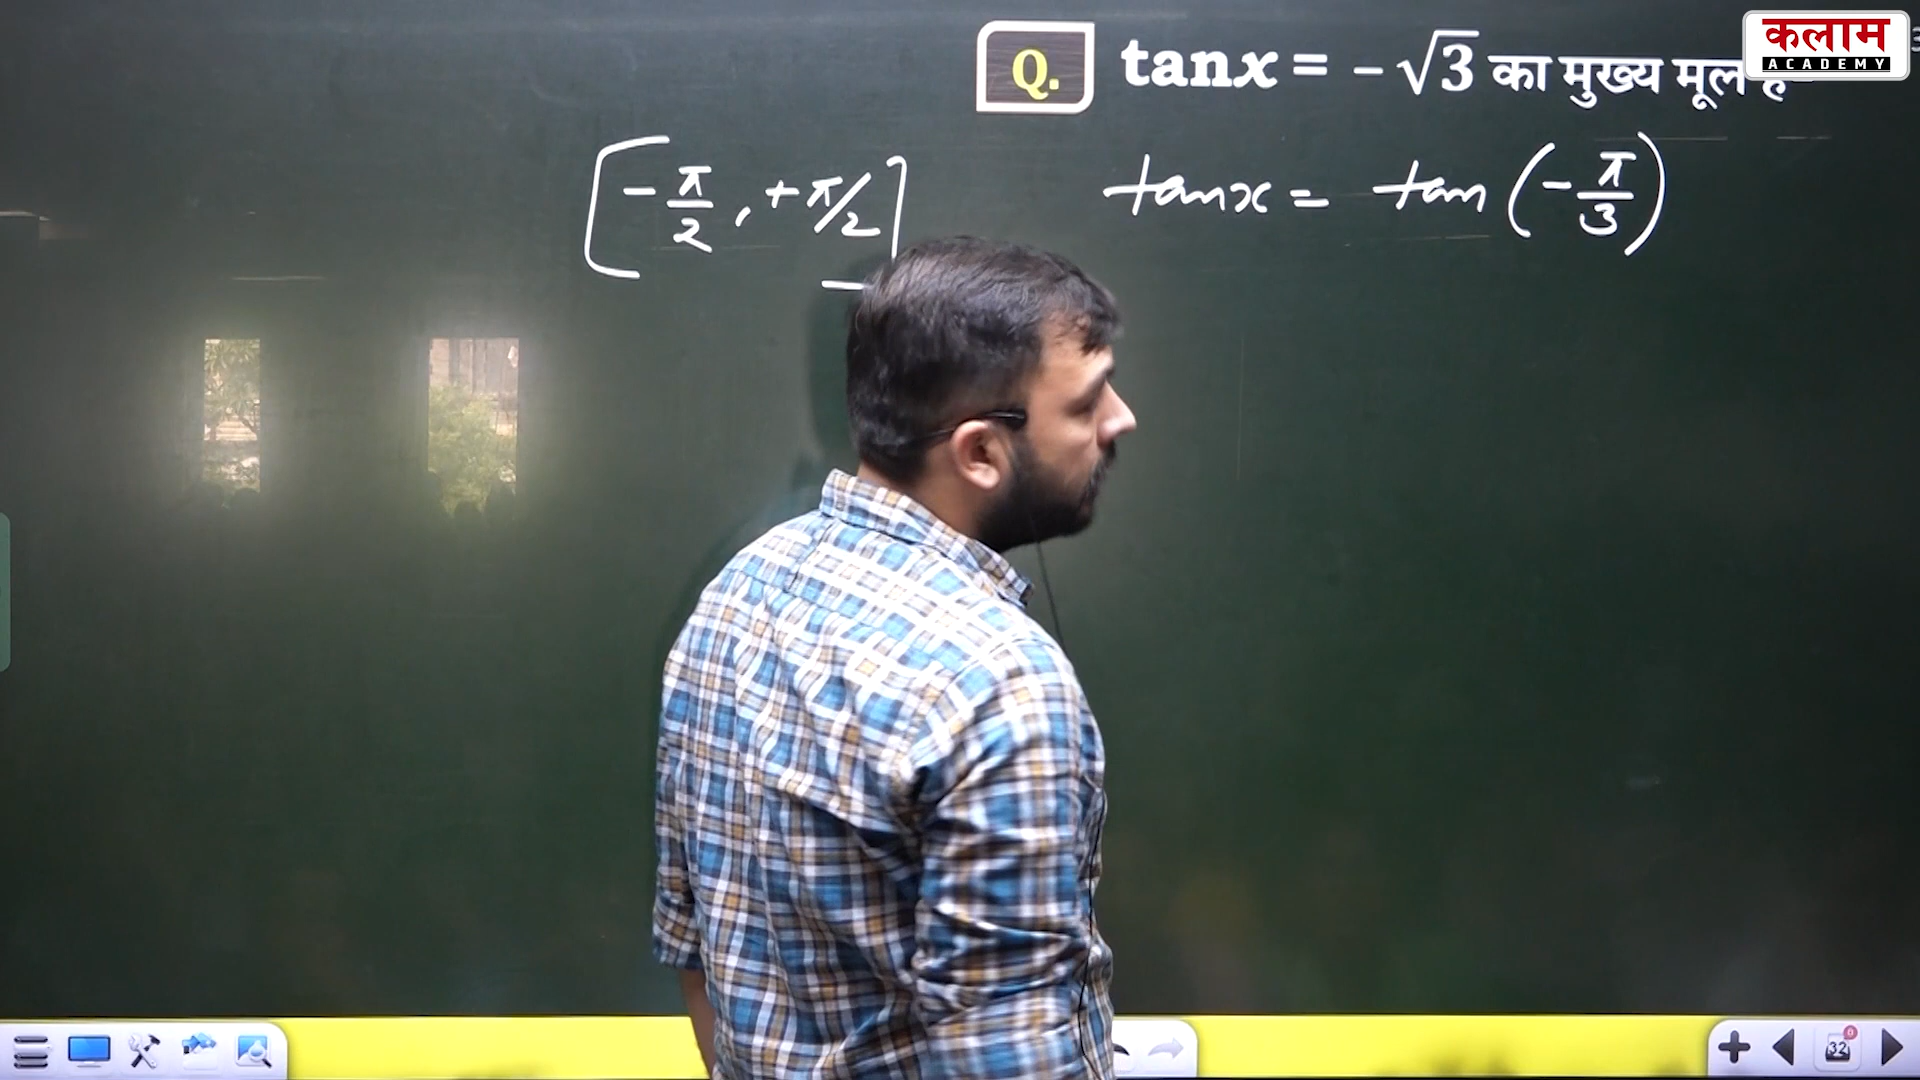 Q. tanx = -√3 का मुख्य मूल है
कलाम
ACADEMY
[-π/2, +π/2]
tanx = tan(-π/3)
32